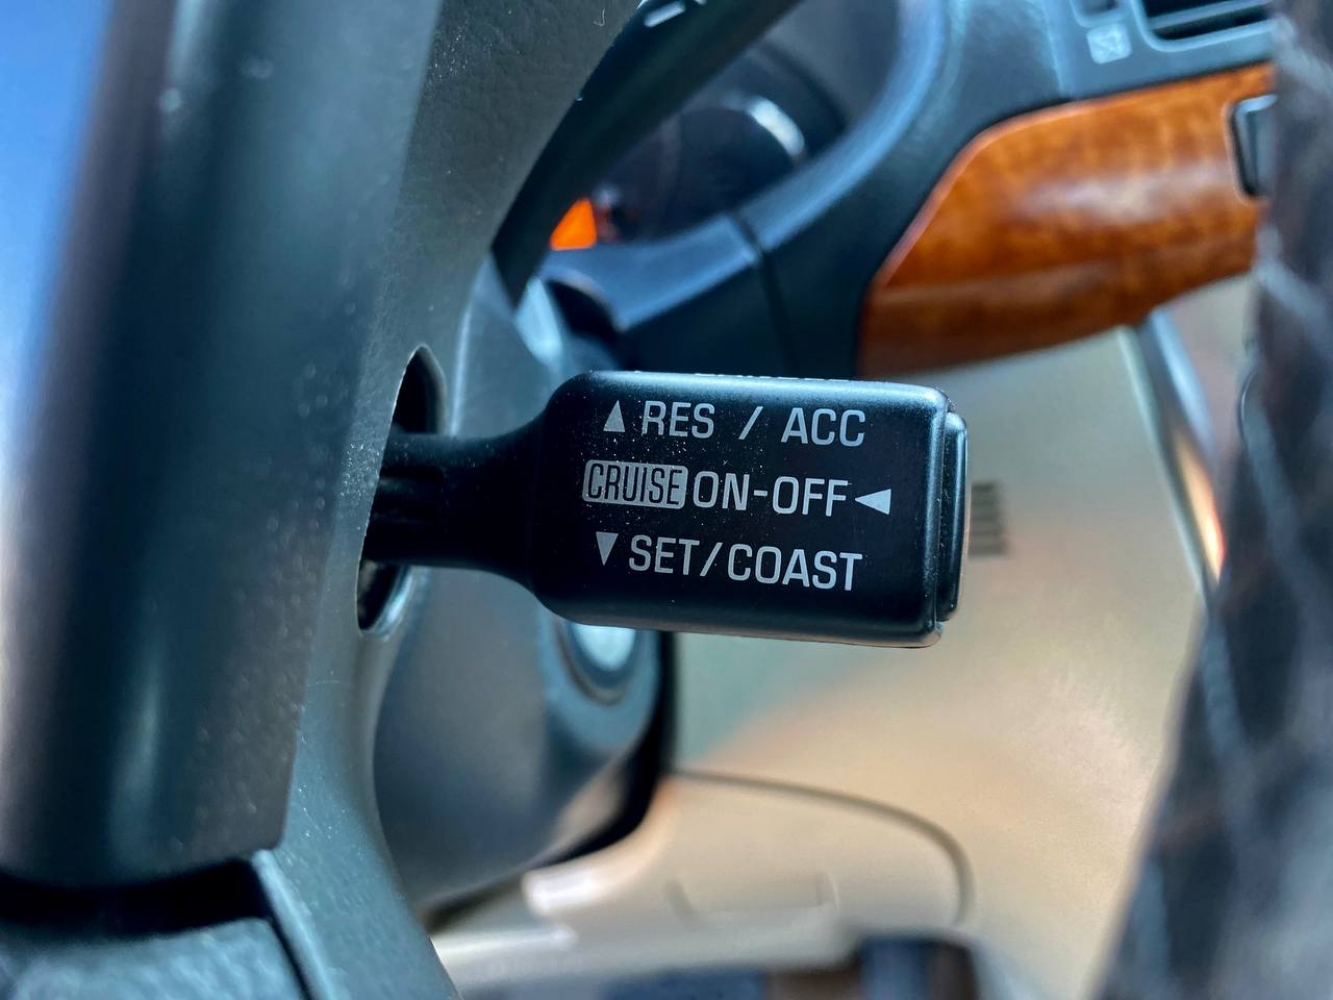 ▲ RES / ACC
CRUISE ON-OFF ◀
▼ SET/COAST